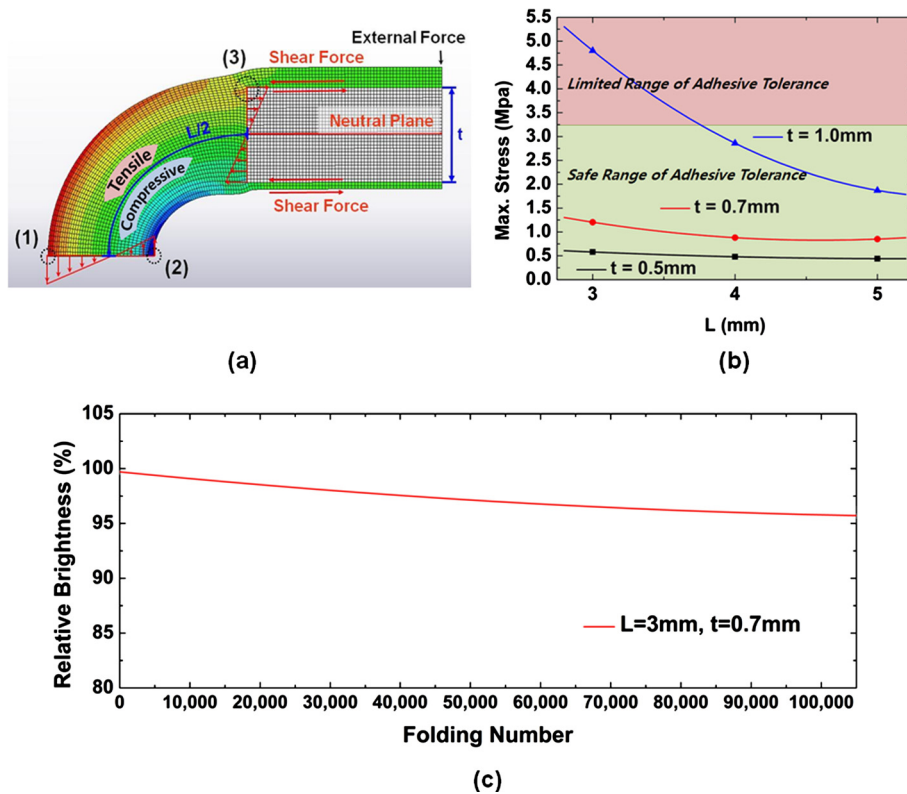 External Force
(3)
Shear Force
L/2
Neutral Plane
t
Tensile
Compressive
Shear Force
(1)
(2)
(a)
Max. Stress (Mpa)
5.5
5.0
4.5
4.0
3.5
3.0
2.5
2.0
1.5
1.0
0.5
0.0
Limited Range of Adhesive Tolerance
t = 1.0mm
Safe Range of Adhesive Tolerance
t = 0.7mm
t = 0.5mm
3 4 5
L (mm)
(b)
Relative Brightness (%)
105
100
95
90
85
80
L=3mm, t=0.7mm
0 10,000 20,000 30,000 40,000 50,000 60,000 70,000 80,000 90,000 100,000
Folding Number
(c)